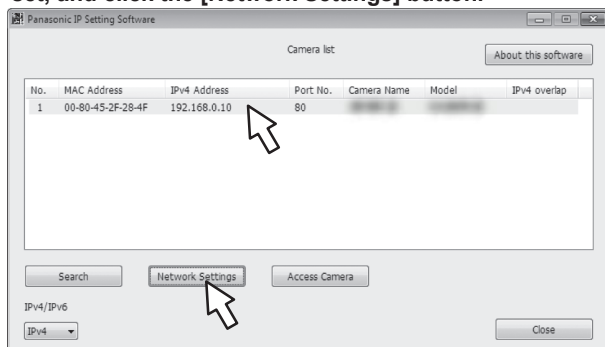 set, and click the [Network Settings] button.
Panasonic IP Setting Software
Camera list
About this software
No. MAC Address IPv4 Address Port No. Camera Name Model IPv4 overlap
1 00-80-45-2F-28-4F 192.168.0.10 80
Search Network Settings Access Camera
IPv4/IPv6
IPv4 Close